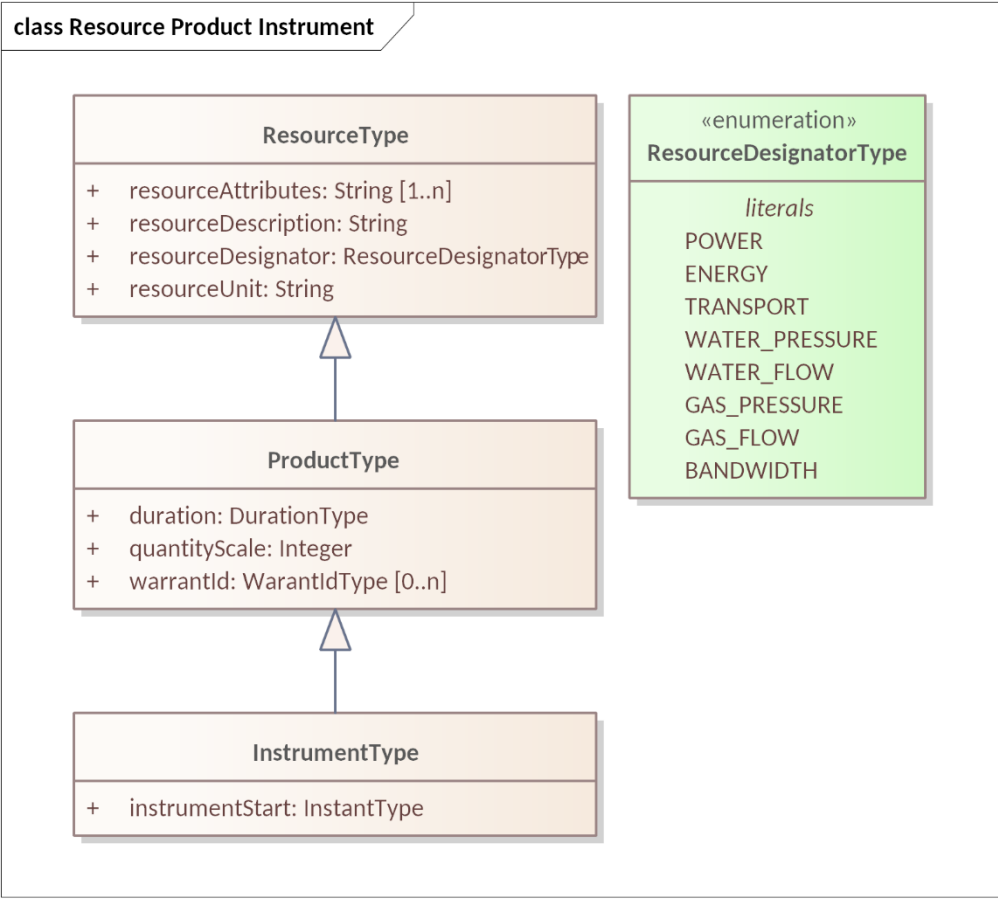 class Resource Product Instrument
ResourceType
+ resourceAttributes: String [1..n]
+ resourceDescription: String
+ resourceDesignator: ResourceDesignatorType
+ resourceUnit: String
«enumeration»
ResourceDesignatorType
literals
POWER
ENERGY
TRANSPORT
WATER_PRESSURE
WATER_FLOW
GAS_PRESSURE
GAS_FLOW
BANDWIDTH
ProductType
+ duration: DurationType
+ quantityScale: Integer
+ warrantId: WarantIdType [0..n]
InstrumentType
+ instrumentStart: InstantType